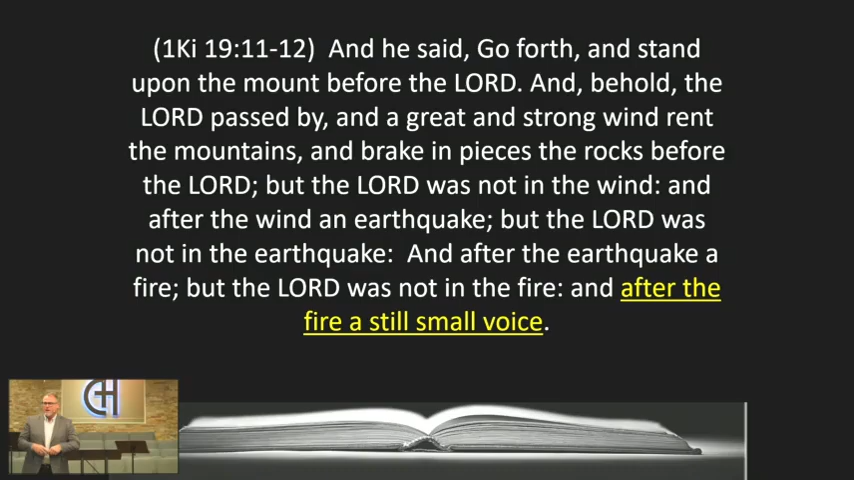 (1Ki 19:11-12)  And he said, Go forth, and stand
upon the mount before the LORD. And, behold, the
LORD passed by, and a great and strong wind rent
the mountains, and brake in pieces the rocks before
the LORD; but the LORD was not in the wind: and
after the wind an earthquake; but the LORD was
not in the earthquake:  And after the earthquake a
fire; but the LORD was not in the fire: and after the
fire a still small voice.
CH